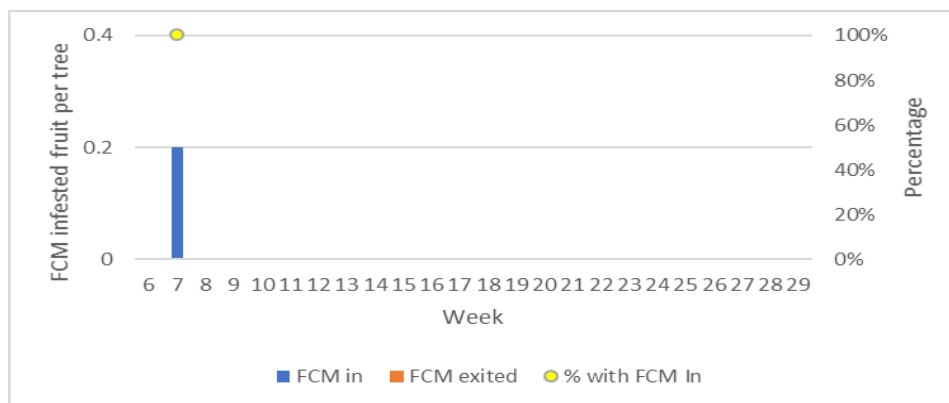 FCM infested fruit per tree
0.4
0.2
0
100%
80%
60%
40%
20%
0%
Percentage
6 7 8 9 10 11 12 13 14 15 16 17 18 19 20 21 22 23 24 25 26 27 28 29
Week
FCM in FCM exited % with FCM In